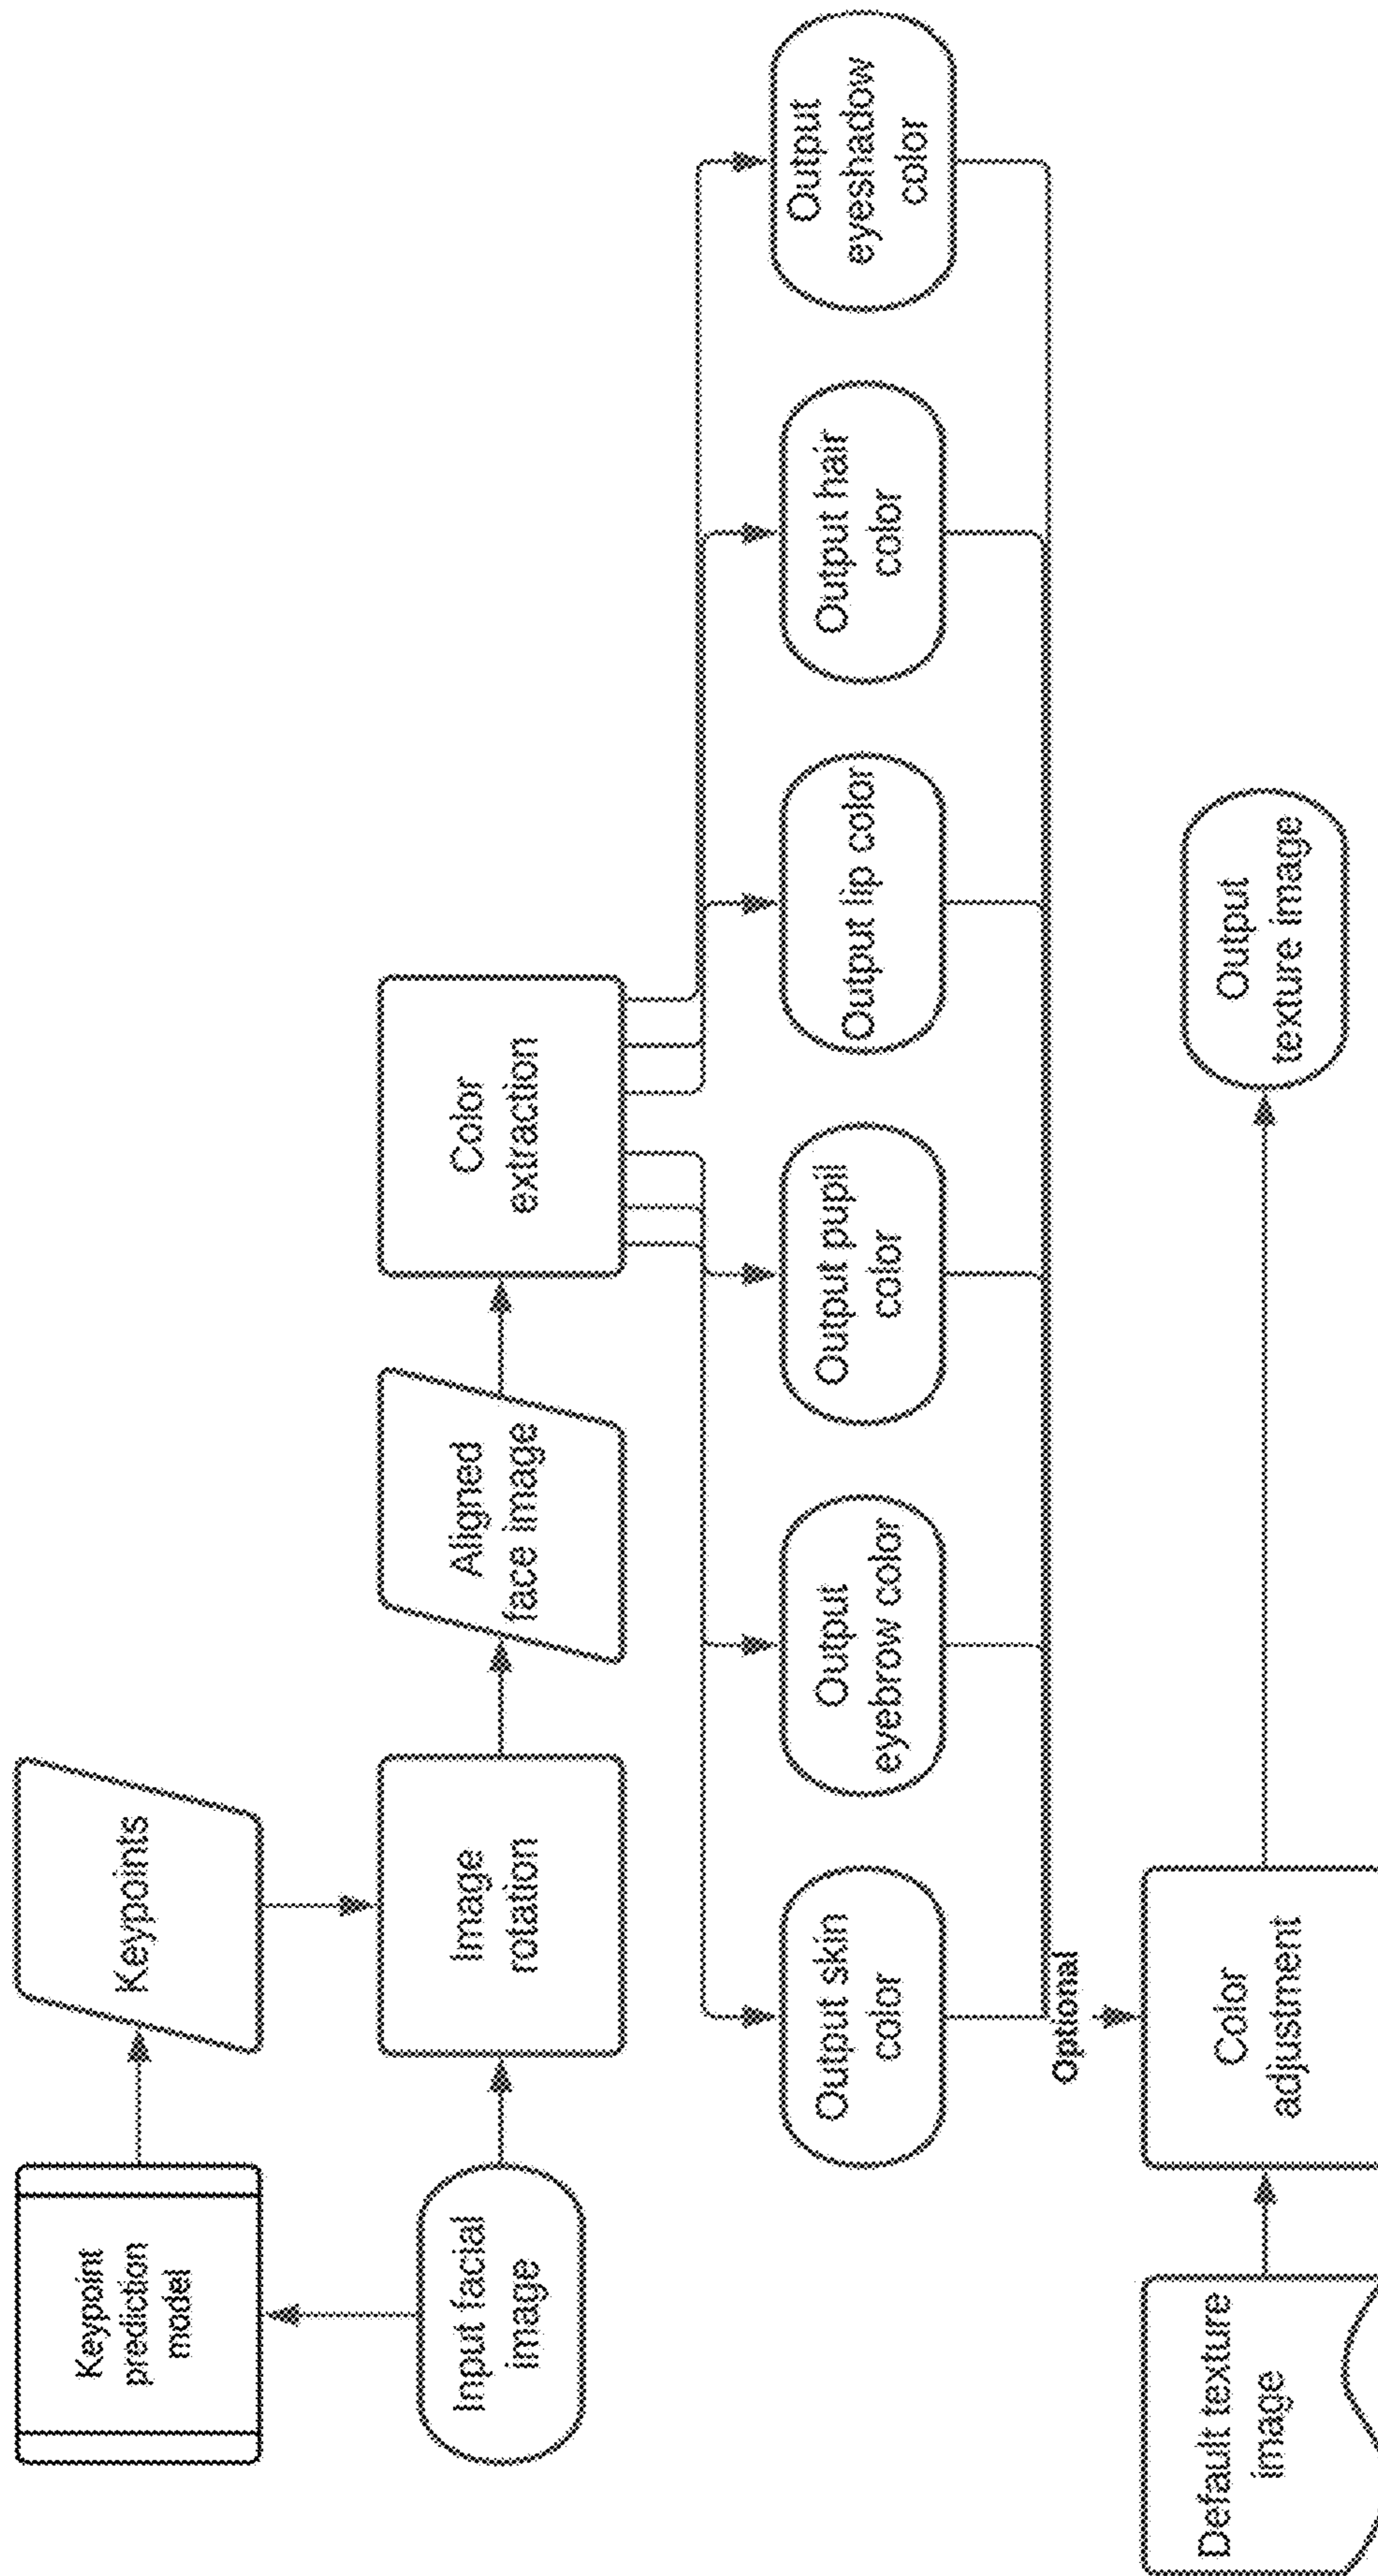 Keypoint
prediction
model
Keypoints
Input facial
image
Image
rotation
Aligned
face image
Color
extraction
Output skin
color
Output
eyebrow color
Output pupil
color
Output lip color
Output hair
color
Output
eyeshadow
color
Optional
Default texture
image
Color
adjustment
Output
texture image